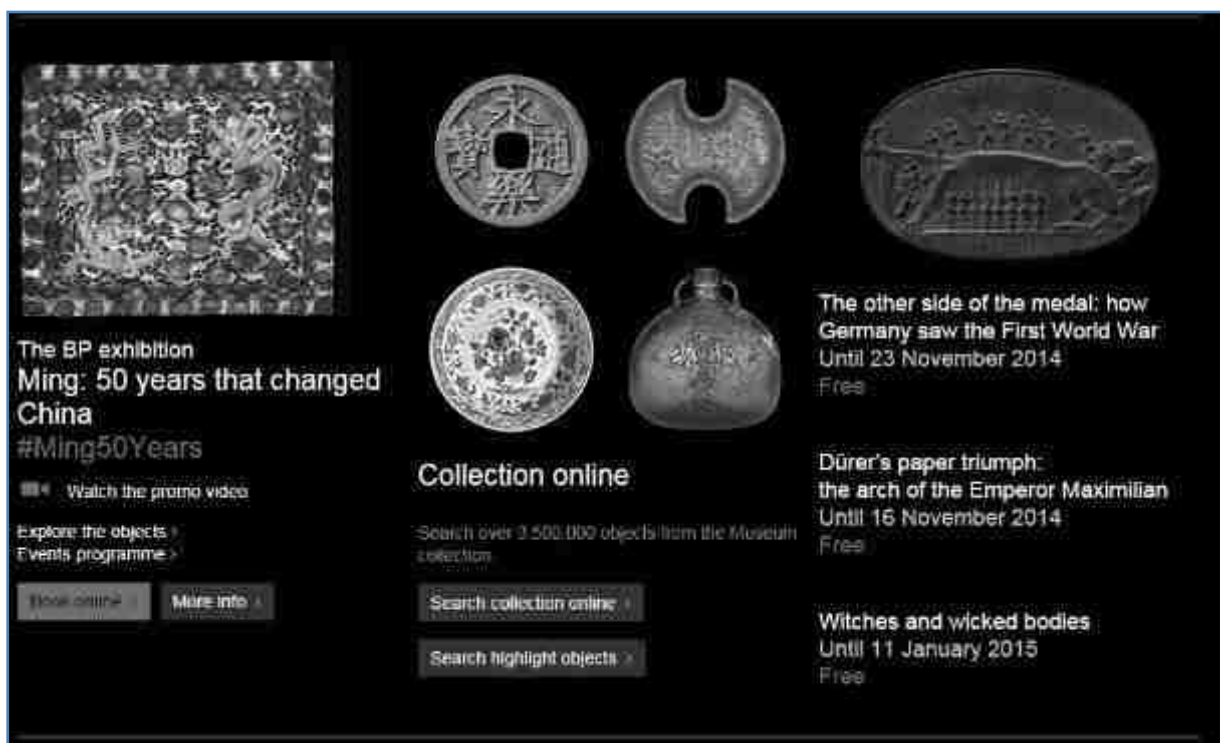 The BP exhibition
Ming: 50 years that changed
China
#Ming50Years
Watch the promo video
Explore the objects ›
Events programme ›
Book online ›
More info ›
永
樂
通
寳
Collection online
Search over 3,500,000 objects from the Museum
collection
Search collection online ›
Search highlight objects ›
The other side of the medal: how
Germany saw the First World War
Until 23 November 2014
Free
Dürer's paper triumph:
the arch of the Emperor Maximilian
Until 16 November 2014
Free
Witches and wicked bodies
Until 11 January 2015
Free